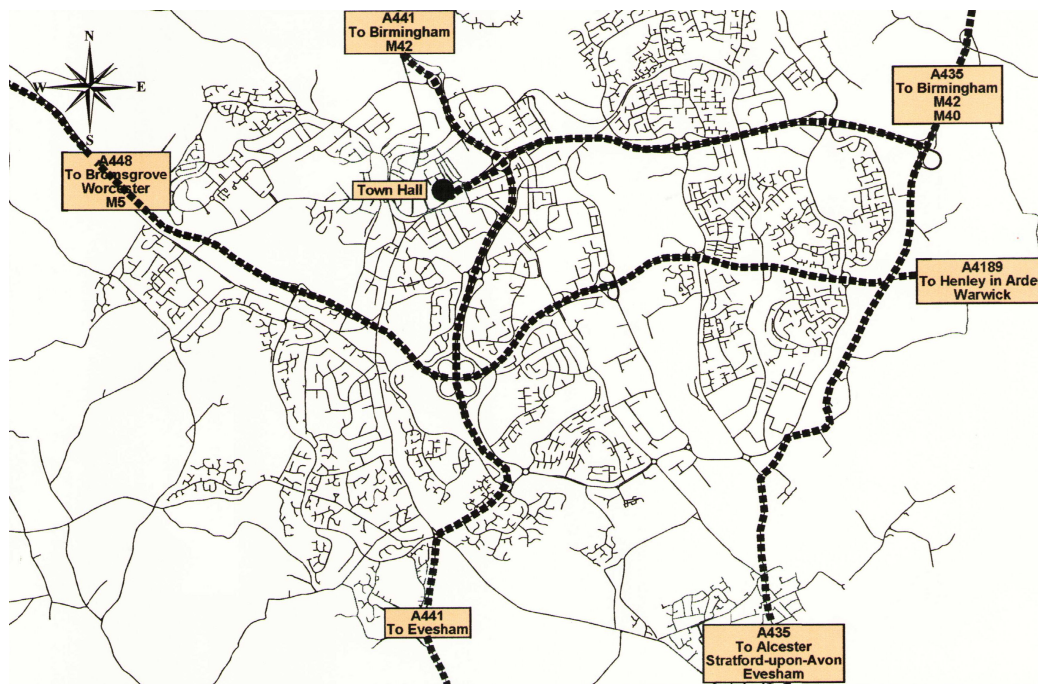 A441
To Birmingham
M42
N
W
E
S
A435
To Birmingham
M42
M40
A448
To Bromsgrove
Worcester
M5
Town Hall
A4189
To Henley in Arde
Warwick
A441
To Evesham
A435
To Alcester
Stratford-upon-Avon
Evesham